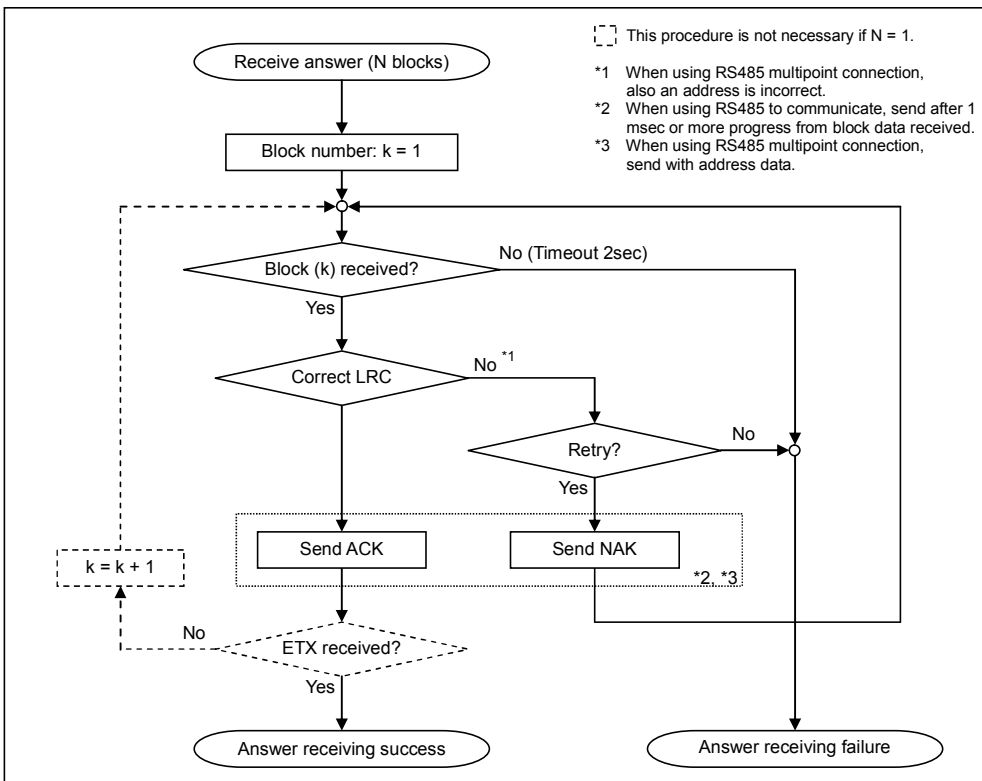 This procedure is not necessary if N = 1.
Receive answer (N blocks)
*1 When using RS485 multipoint connection,
also an address is incorrect.
*2 When using RS485 to communicate, send after 1
msec or more progress from block data received.
*3 When using RS485 multipoint connection,
send with address data.
Block number: k = 1
No (Timeout 2sec)
Block (k) received?
Yes
No *1
Correct LRC
Retry?
No
Yes
Send ACK
Send NAK
k = k + 1
*2, *3
No
ETX received?
Yes
Answer receiving success
Answer receiving failure